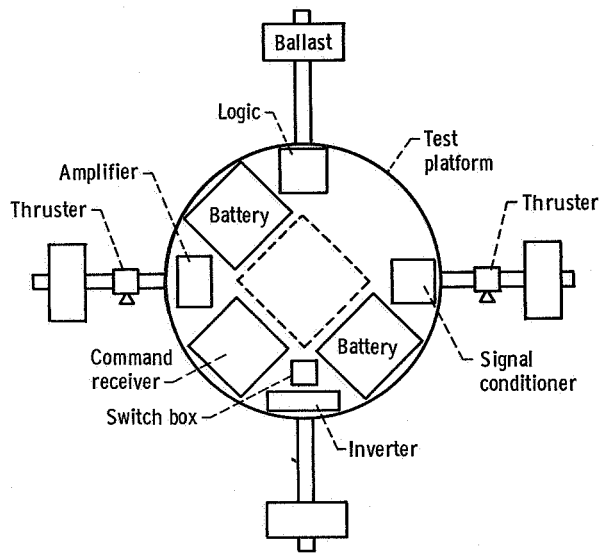 Ballast
Logic
Test
platform
Amplifier
Thruster
Battery
Thruster
Battery
Command
receiver
Signal
conditioner
Switch box
Inverter